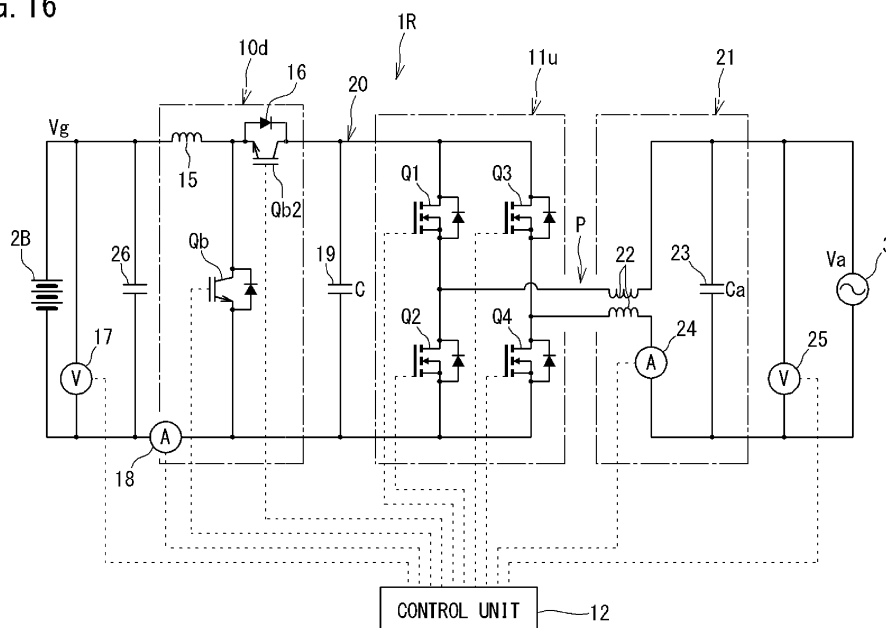 G. 16
1R
10d
16
20
11u
21
Vg
15
Qb2
Q1
Q3
P
2B
26
Qb
19
C
22
23
Ca
Va
3
Q2
Q4
24
25
17
V
A
V
A
18
CONTROL UNIT
12